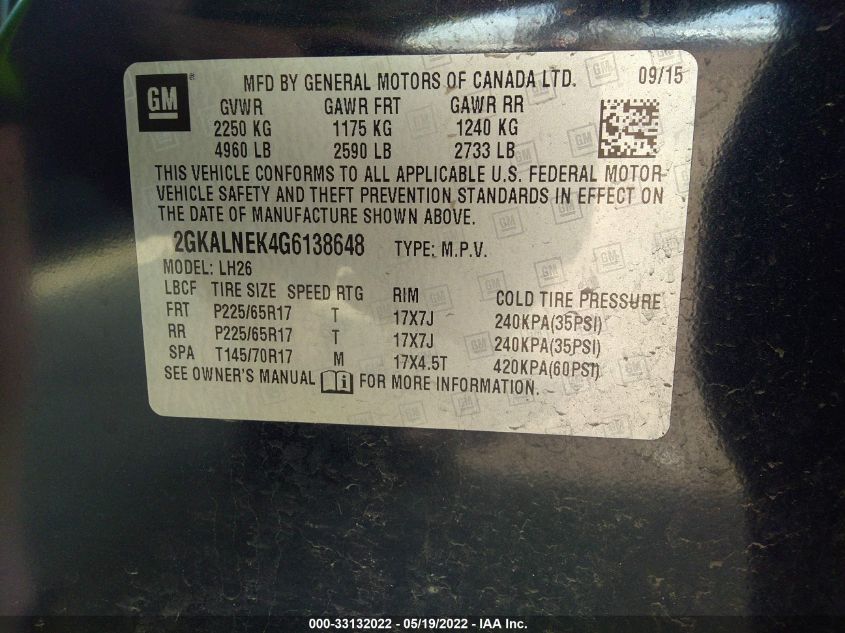 GM
MFD BY GENERAL MOTORS OF CANADA LTD. 09/15
GVWR GAWR FRT GAWR RR
2250 KG 1175 KG 1240 KG
4960 LB 2590 LB 2733 LB
THIS VEHICLE CONFORMS TO ALL APPLICABLE U.S. FEDERAL MOTOR
VEHICLE SAFETY AND THEFT PREVENTION STANDARDS IN EFFECT ON
THE DATE OF MANUFACTURE SHOWN ABOVE.
2GKALNEK4G6138648 TYPE: M.P.V.
MODEL: LH26
LBCF TIRE SIZE SPEED RTG RIM COLD TIRE PRESSURE
FRT P225/65R17 T 17X7J 240KPA(35PSI)
RR P225/65R17 T 17X7J 240KPA(35PSI)
SPA T145/70R17 M 17X4.5T 420KPA(60PSI)
SEE OWNER'S MANUAL FOR MORE INFORMATION.
000-33132022 - 05/19/2022 - IAA Inc.